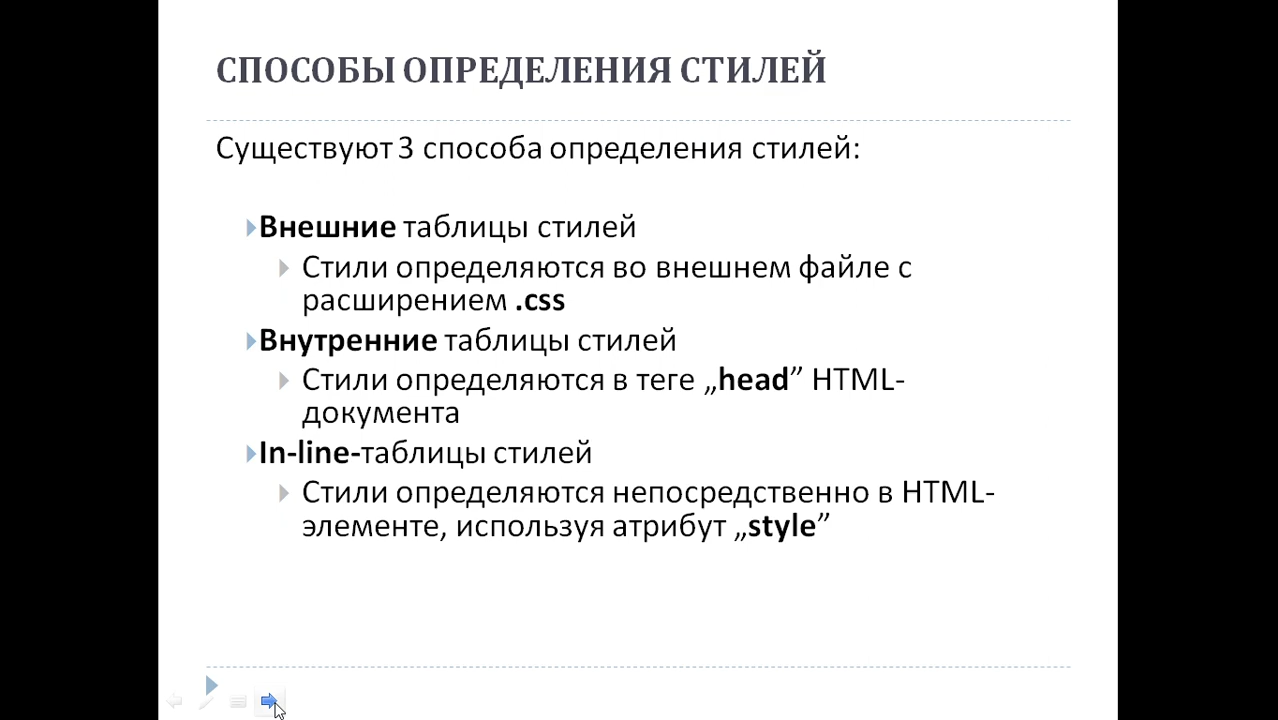 СПОСОБЫ ОПРЕДЕЛЕНИЯ СТИЛЕЙ
Существуют 3 способа определения стилей:
Внешние таблицы стилей
Стили определяются во внешнем файле с
расширением .css
Внутренние таблицы стилей
Стили определяются в теге „head” HTML-
документа
In-line-таблицы стилей
Стили определяются непосредственно в HTML-
элементе, используя атрибут „style”